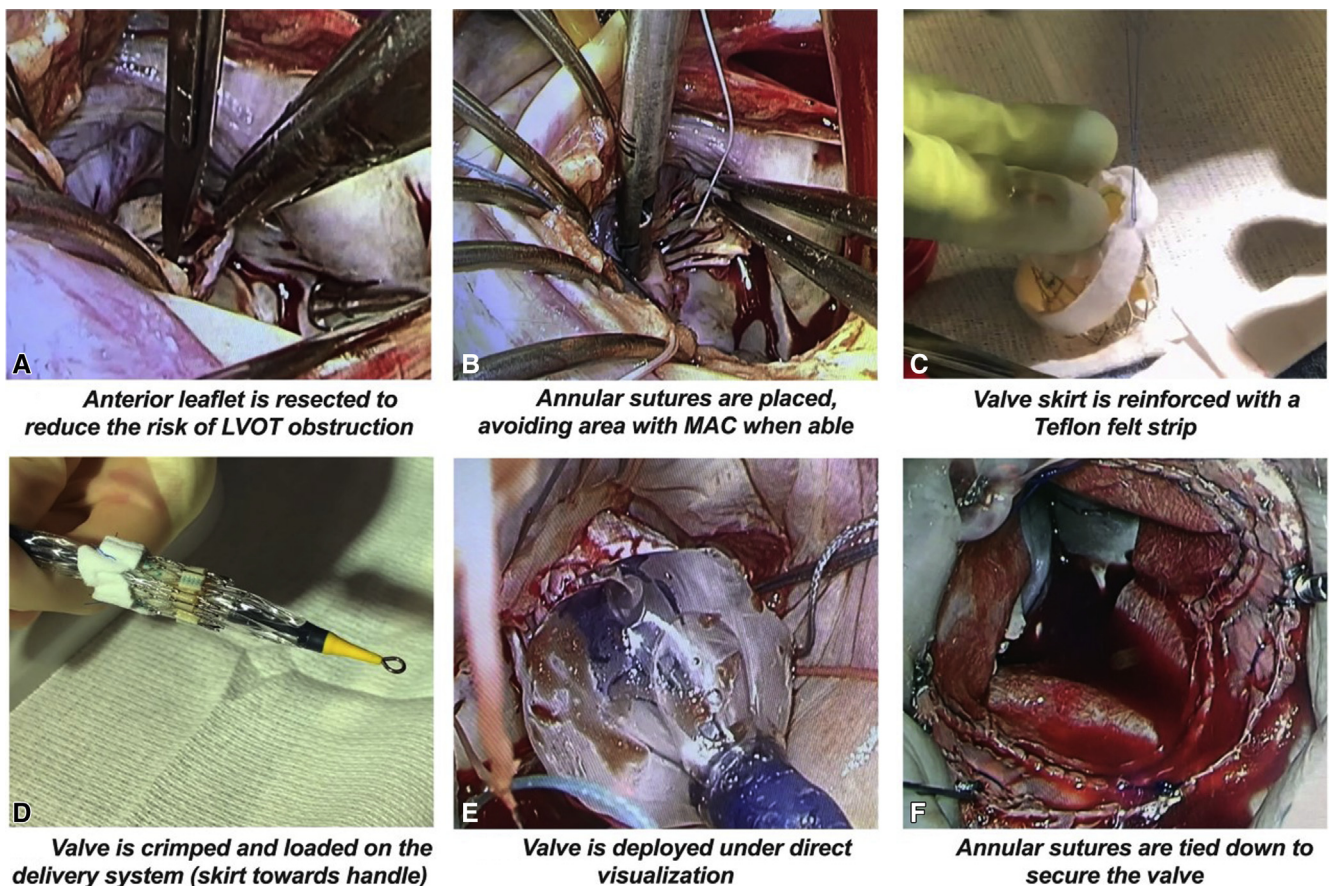 A
B
C
Anterior leaflet is resected to
reduce the risk of LVOT obstruction
Annular sutures are placed,
avoiding area with MAC when able
Valve skirt is reinforced with a
Teflon felt strip
D
E
F
Valve is crimped and loaded on the
delivery system (skirt towards handle)
Valve is deployed under direct
visualization
Annular sutures are tied down to
secure the valve